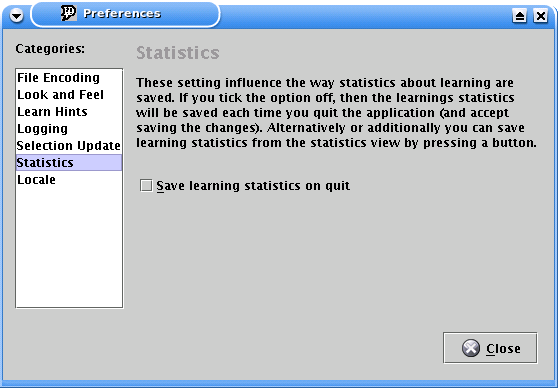 Preferences
Categories:
File Encoding
Look and Feel
Learn Hints
Logging
Selection Update
Statistics
Locale
Statistics
These setting influence the way statistics about learning are
saved. If you tick the option off, then the learnings statistics
will be saved each time you quit the application (and accept
saving the changes). Alternatively or additionally you can save
learning statistics from the statistics view by pressing a button.
Save learning statistics on quit
Close